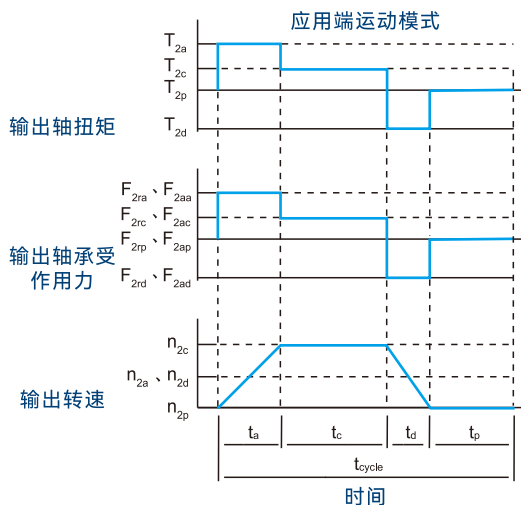 应用端运动模式
T2a
T2c
T2p
输出轴扭矩
T2d
F2ra、F2aa
F2rc、F2ac
F2rp、F2ap
输出轴承受
作用力
F2rd、F2ad
n2c
n2a、n2d
输出转速
n2p
ta tc td tp
tcycle
时间